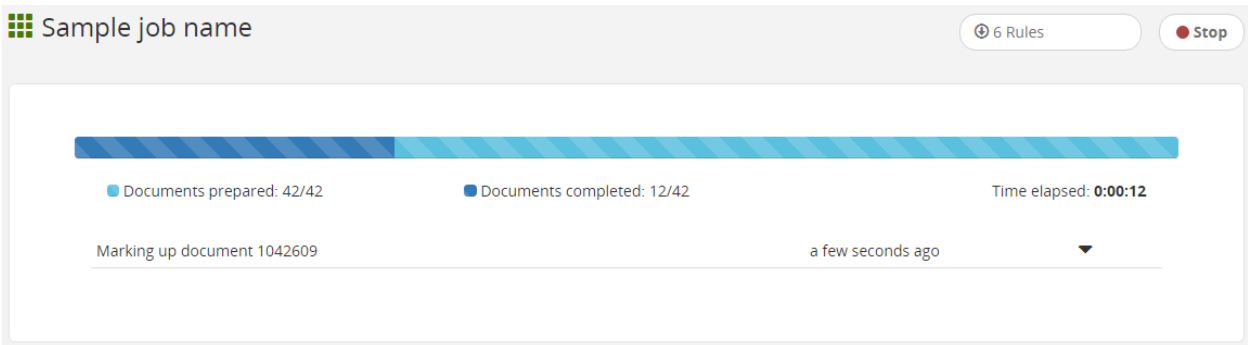 Sample job name
6 Rules
Stop
Documents prepared: 42/42
Documents completed: 12/42
Time elapsed: 0:00:12
Marking up document 1042609
a few seconds ago